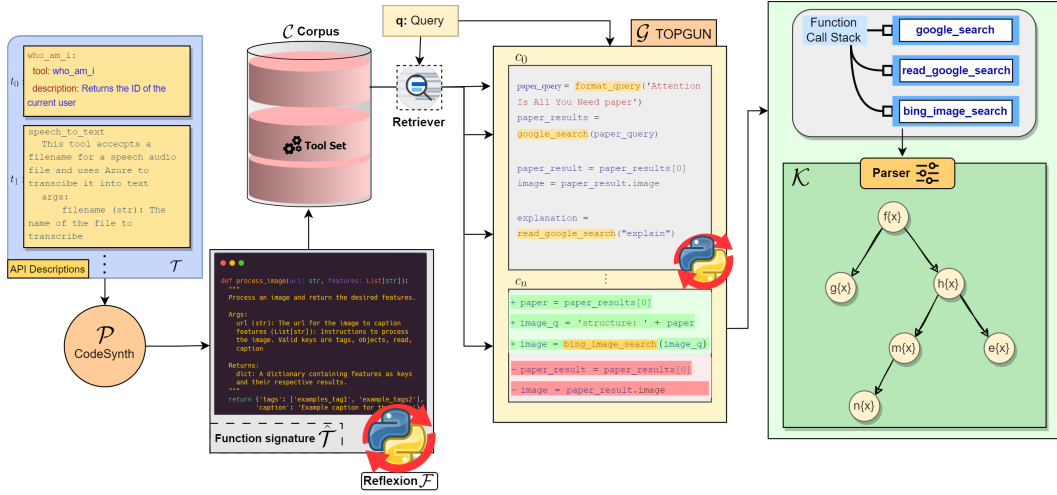 who_am_i:
tool: who_am_i
description: Returns the ID of the
current user
t0 :
speech_to_text
This tool accecpts a
filename for a speech audio
file and uses Azure to
transcibe it into text
args:
filename (str): The
name of the file to
transcribe
t1 :
API Descriptions
𝒯
𝒫
CodeSynth
𝒞 Corpus
Tool Set
def process_image(url: str, features: List[str]):
"""
Process an image and return the desired features.
Args:
url (str): The url for the image to caption
features (List[str]): Instructions to process
the image. Valid keys are tags, objects, read,
caption
Returns:
dict: A dictionary containing features as keys
and their respective results.
"""
return {'tags': ['examples_tag1', 'example_tags2'],
'caption': 'Example caption for th
Function signature 𝒯̂
Reflexion ℱ
q: Query
Retriever
𝒢 TOPGUN
c0
paper_query = format_query('Attention
Is All You Need paper')
paper_results =
google_search(paper_query)
paper_result = paper_results[0]
image = paper_result.image
explanation =
read_google_search("explain")
cn
+ paper = paper_results[0]
+ image_q = 'structure: ' + paper
+ image = bing_image_search(image_q)
- paper_result = paper_results[0]
- image = paper_result.image
Function
Call Stack
google_search
read_google_search
bing_image_search
Parser
𝒦
f{x}
g{x}
h{x}
m{x}
e{x}
n{x}